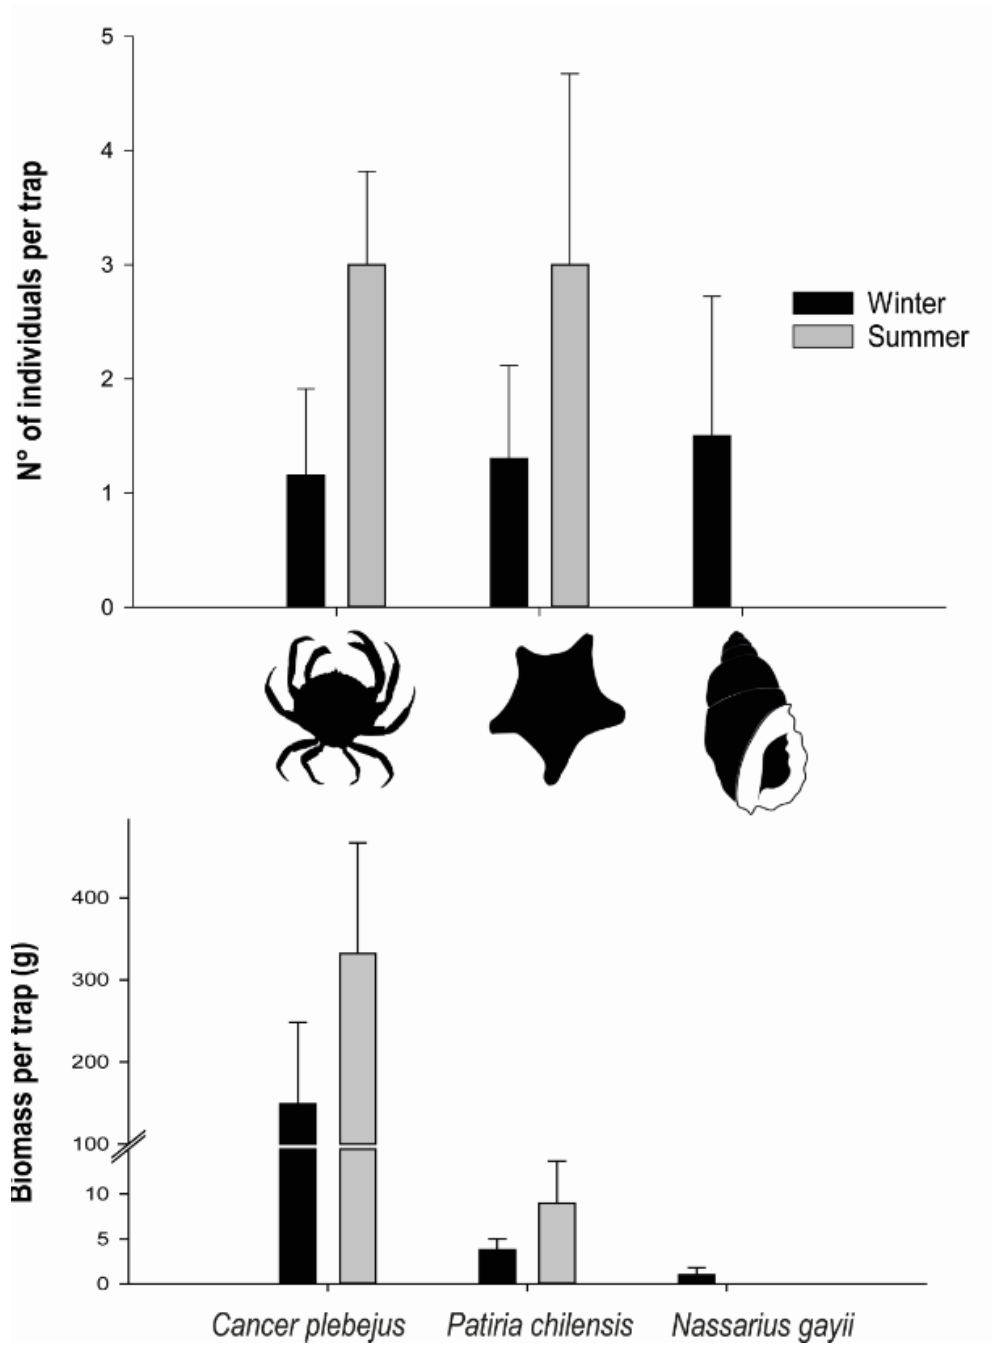 5
4
3
2
1
0
N° of individuals per trap
Winter
Summer
400
300
200
100
10
5
0
Biomass per trap (g)
Cancer plebejus
Patiria chilensis
Nassarius gayii